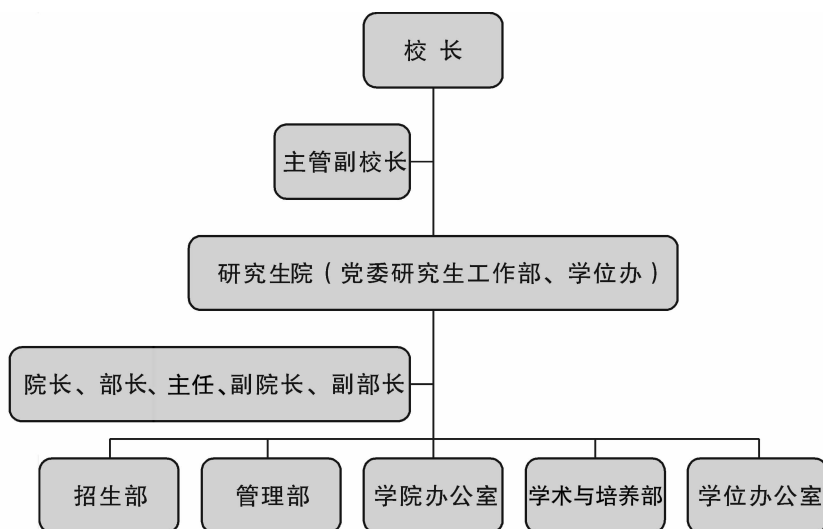 校长
主管副校长
研究生院（党委研究生工作部、学位办）
院长、部长、主任、副院长、副部长
招生部
管理部
学院办公室
学术与培养部
学位办公室